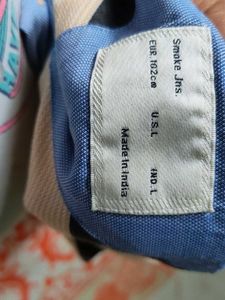 Smoke Jns.
EUR.102cm U.S.L IND L
Made In India